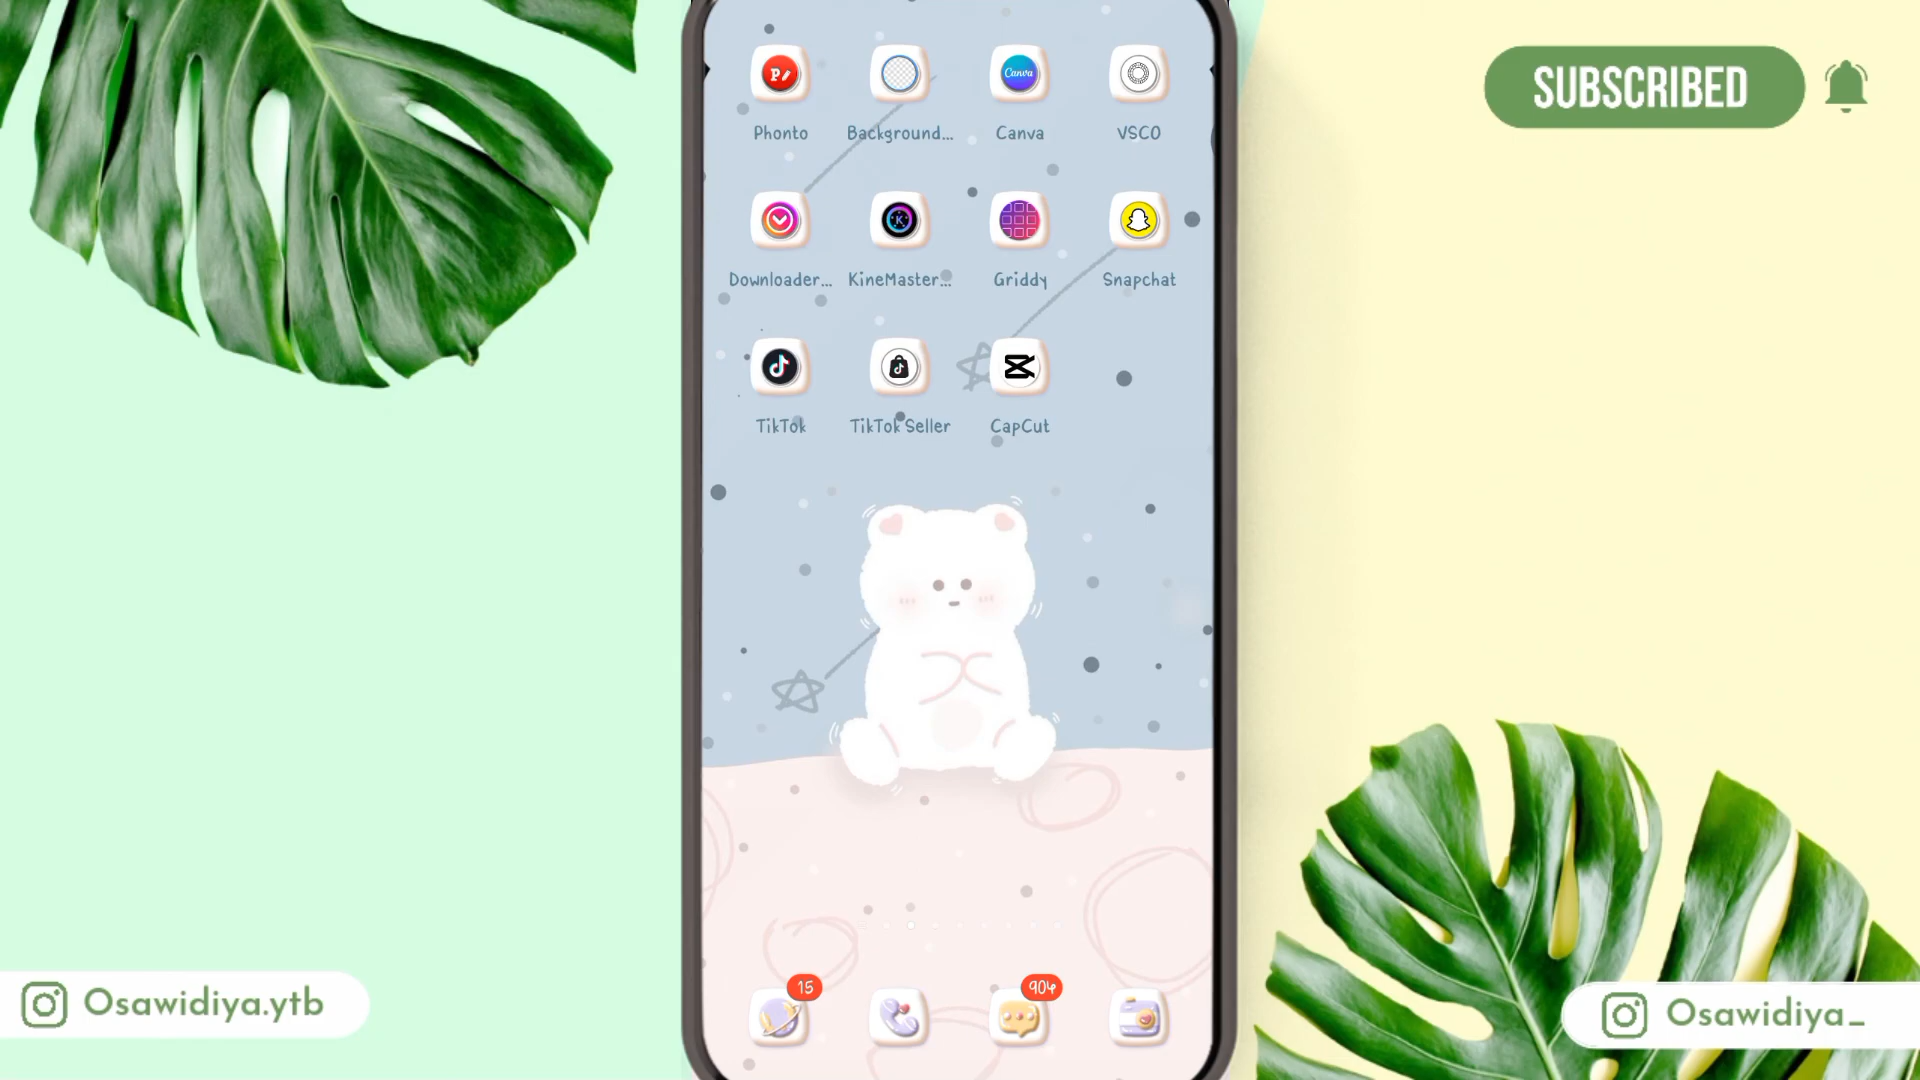 SUBSCRIBED
Phonto Background... Canva VSCO
Downloader... KineMaster... Griddy Snapchat
TikTok TikTok Seller CapCut
15 904
Osawidiya.ytb
Osawidiya_